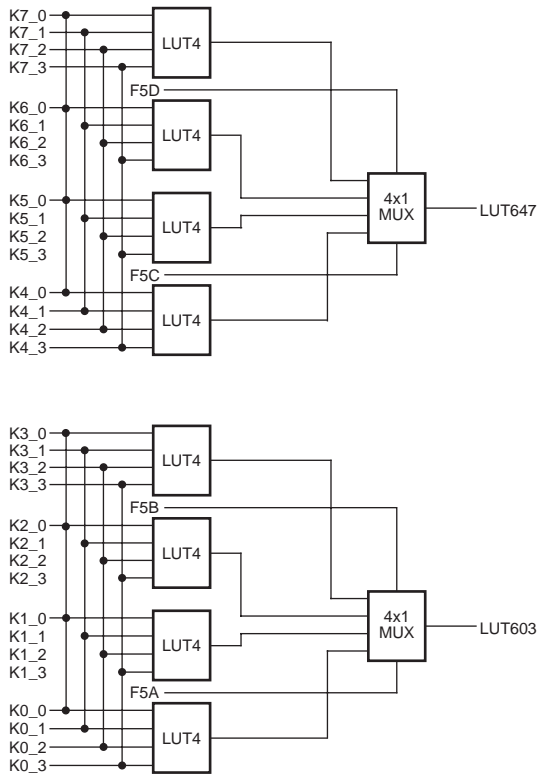 K7_0
K7_1
K7_2
K7_3
LUT4
F5D
K6_0
K6_1
K6_2
K6_3
LUT4
K5_0
K5_1
K5_2
K5_3
LUT4
4x1
MUX
LUT647
F5C
K4_0
K4_1
K4_2
K4_3
LUT4
K3_0
K3_1
K3_2
K3_3
LUT4
F5B
K2_0
K2_1
K2_2
K2_3
LUT4
K1_0
K1_1
K1_2
K1_3
LUT4
4x1
MUX
LUT603
F5A
K0_0
K0_1
K0_2
K0_3
LUT4